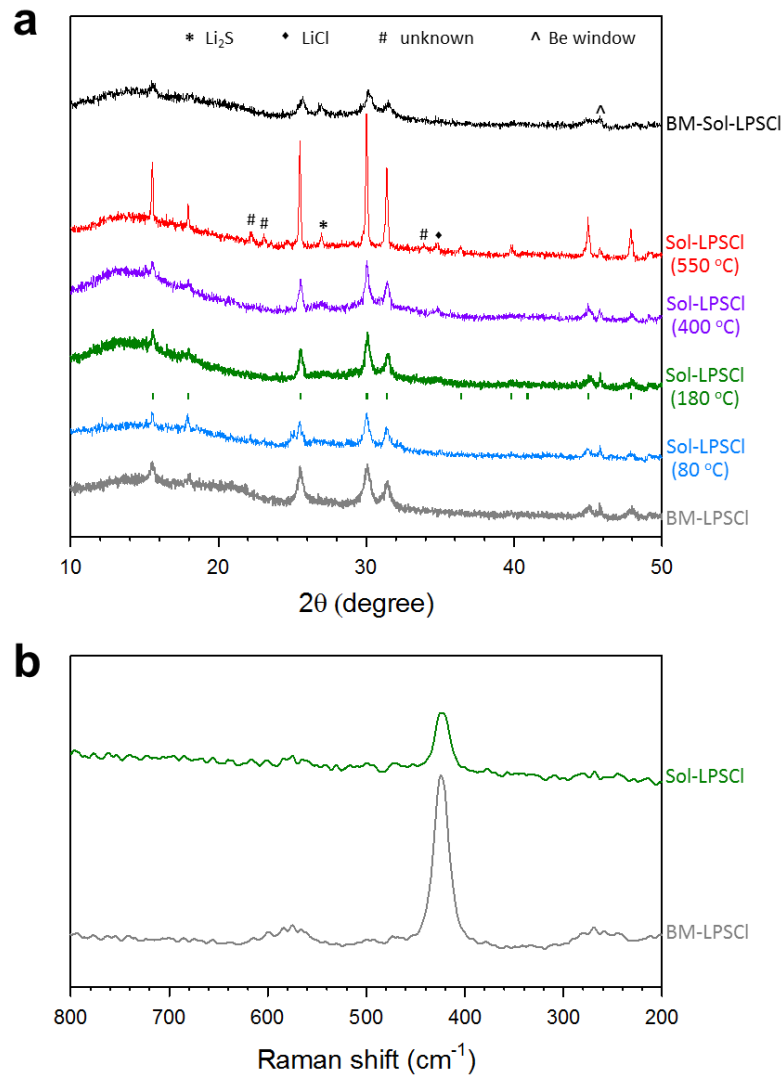 a
* Li₂S ♦ LiCl # unknown ^ Be window
^
BM-Sol-LPSCl
# # * # ♦
Sol-LPSCl
(550 °C)
Sol-LPSCl
(400 °C)
Sol-LPSCl
(180 °C)
Sol-LPSCl
(80 °C)
BM-LPSCl
10 20 30 40 50
2θ (degree)
b
Sol-LPSCl
BM-LPSCl
800 700 600 500 400 300 200
Raman shift (cm⁻¹)